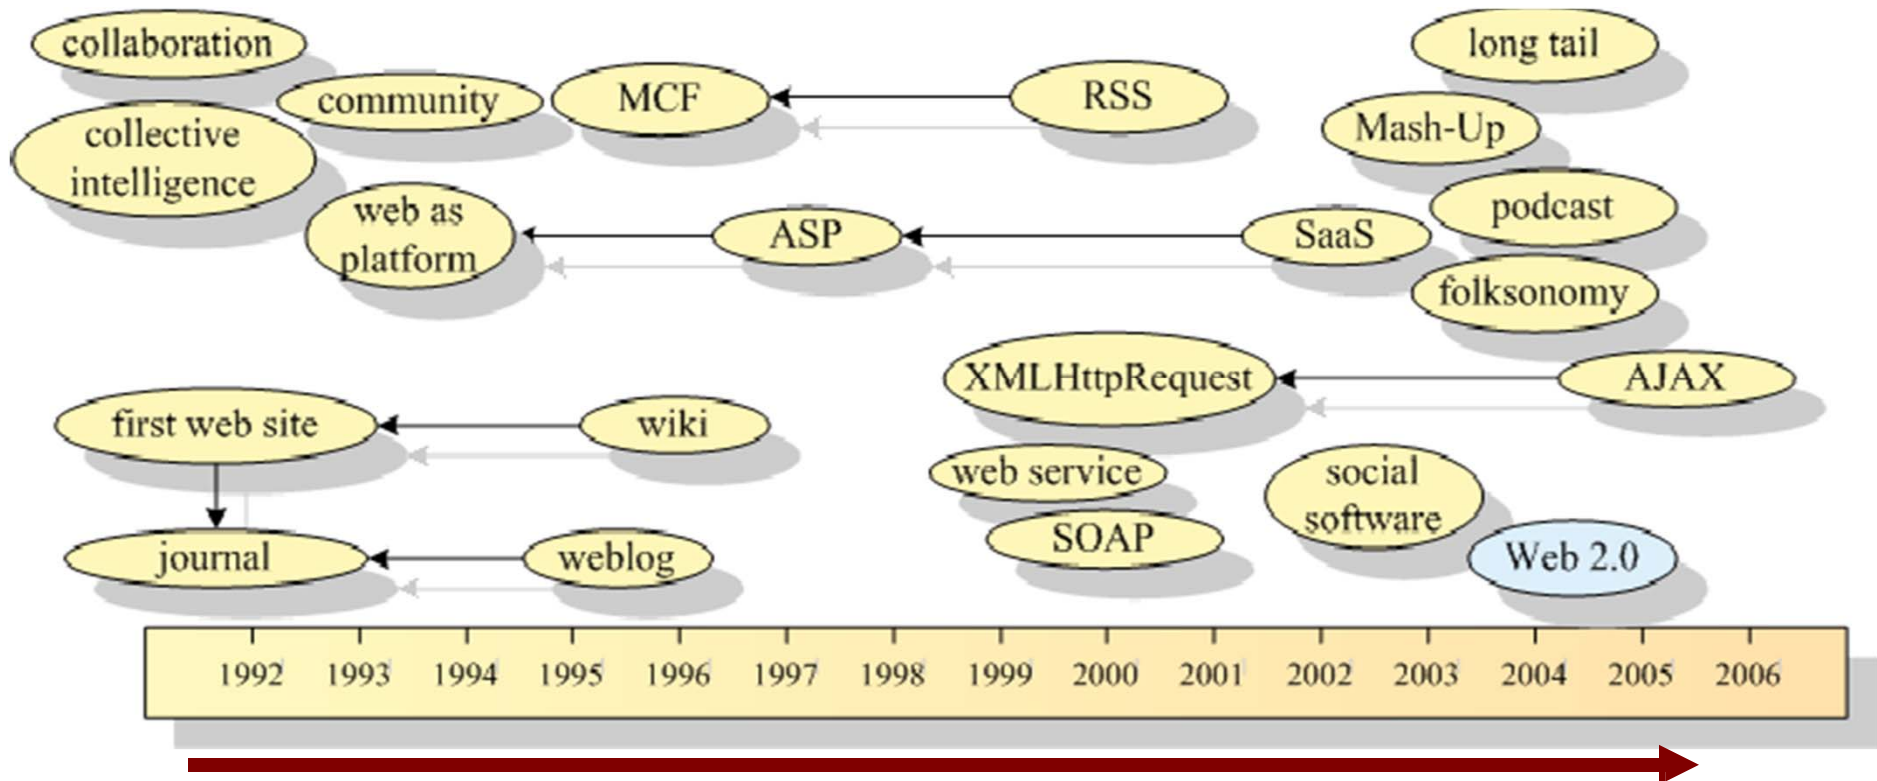 collaboration
long tail
community
MCF
RSS
Mash-Up
collective
intelligence
web as
platform
ASP
SaaS
podcast
folksonomy
XMLHttpRequest
AJAX
first web site
wiki
web service
social
software
SOAP
journal
weblog
Web 2.0
1992 1993 1994 1995 1996 1997 1998 1999 2000 2001 2002 2003 2004 2005 2006